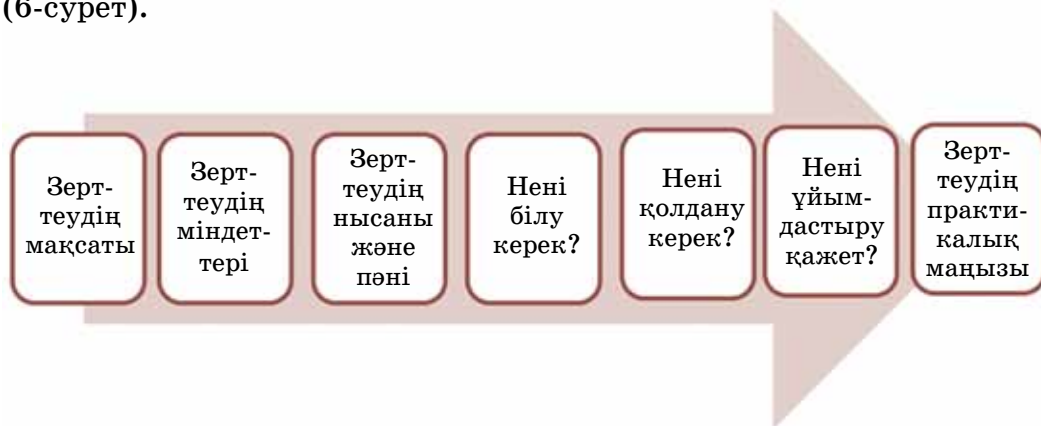 (6-сурет).
Зерт-
теудің
мақсаты
Зерт-
теудің
міндет-
тері
Зерт-
теудің
нысаны
және
пәні
Нені
білу
керек?
Нені
қолдану
керек?
Нені
ұйым-
дастыру
қажет?
Зерт-
теудің
практи-
калық
маңызы